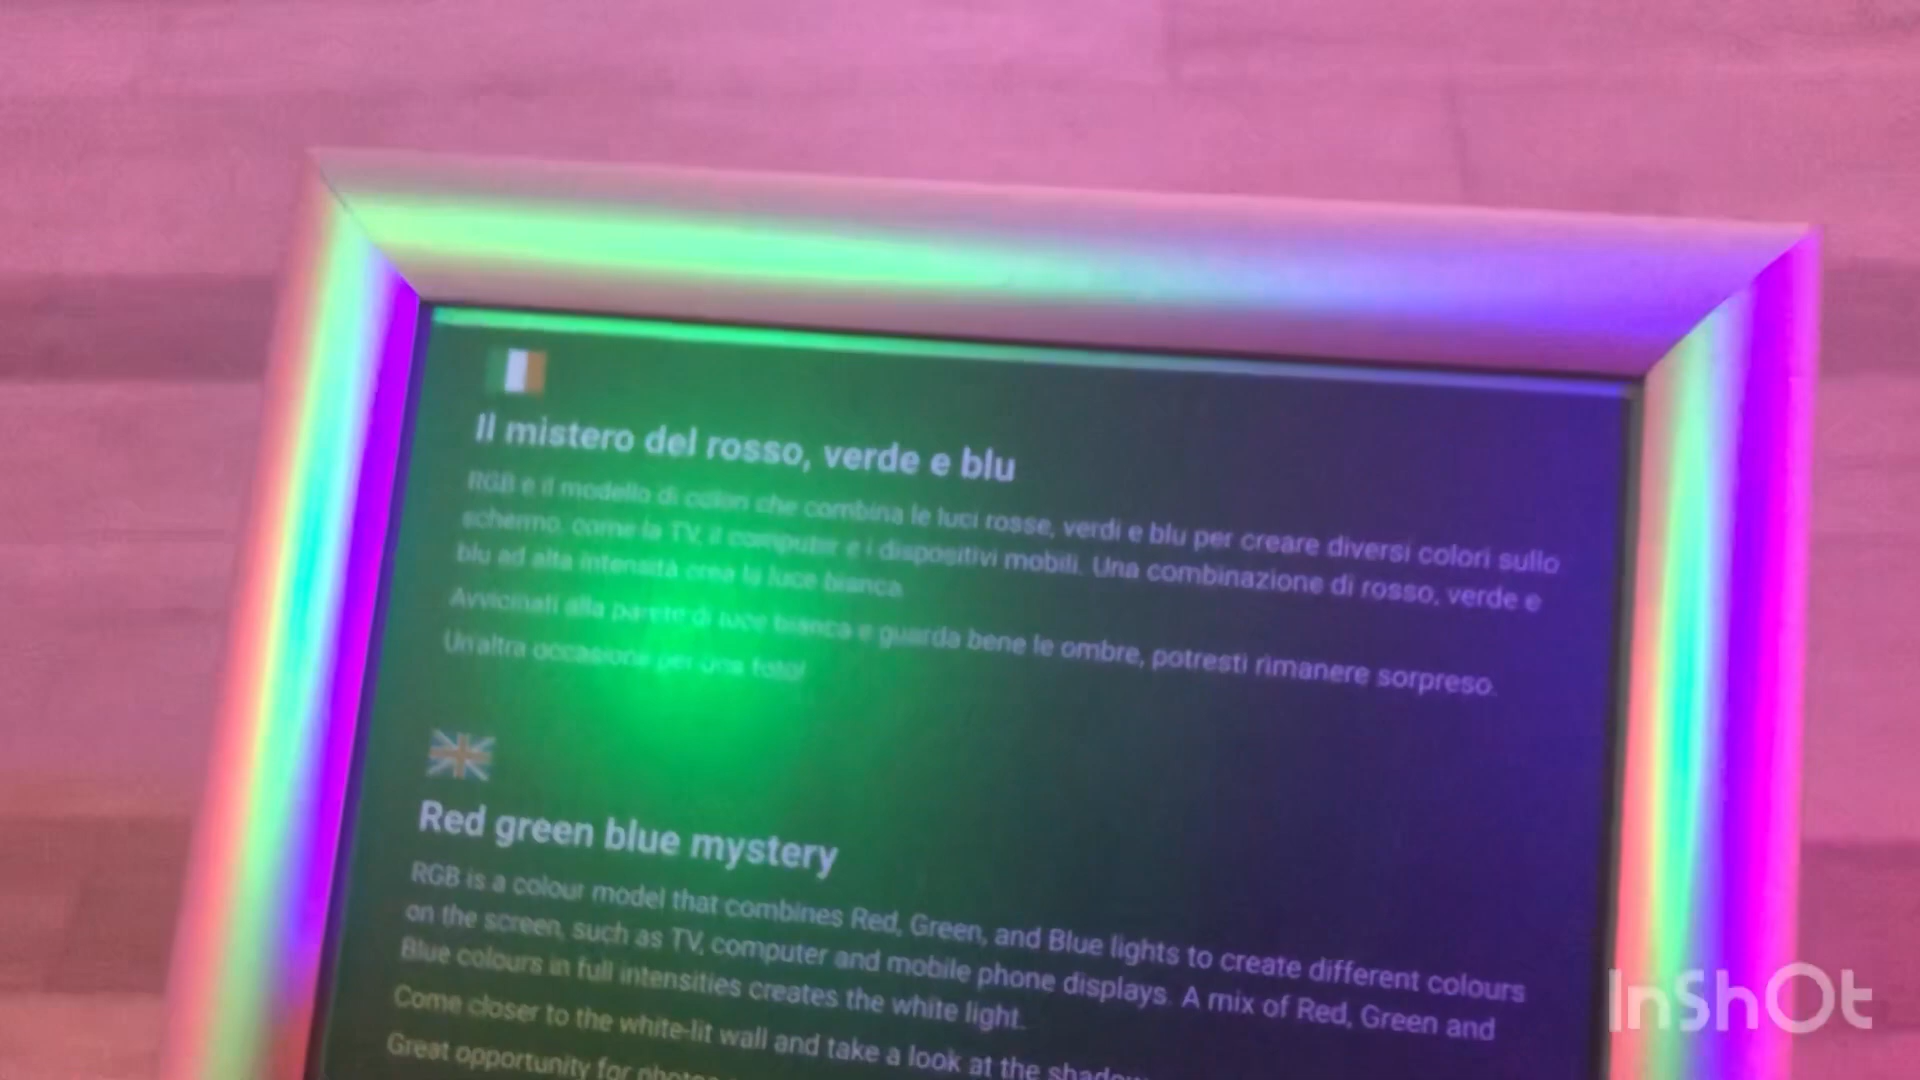 Il mistero del rosso, verde e blu
RGB è il modello di colori che combina le luci rosse, verdi e blu per creare diversi colori sullo
schermo, come la TV, il computer e i dispositivi mobili. Una combinazione di rosso, verde e
blu ad alta intensità crea la luce bianca.
Avvicinati alla parete di luce bianca e guarda bene le ombre, potresti rimanere sorpreso.
Un'altra occasione per una foto!
Red green blue mystery
RGB is a colour model that combines Red, Green, and Blue lights to create different colours
on the screen, such as TV, computer and mobile phone displays. A mix of Red, Green and
Blue colours in full intensities creates the white light.
Come closer to the white-lit wall and take a look at the
Great opportunity for
InShOt